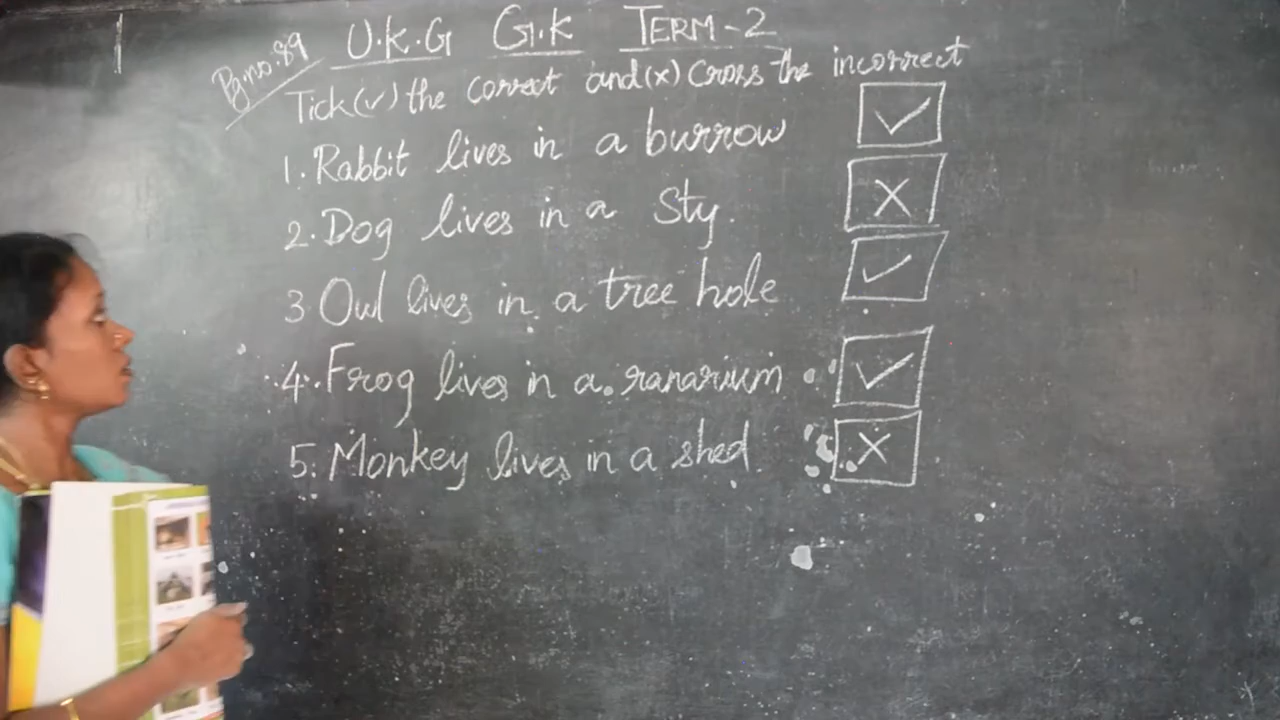 Pg.no:89 U.K.G G.K TERM-2
Tick(✓) the correct and(x) Cross the incorrect
1. Rabbit lives in a burrow ✓
2. Dog lives in a Sty. X
3. Owl lives in a tree hole ✓
4. Frog lives in a ranarium ✓
5. Monkey lives in a shed X